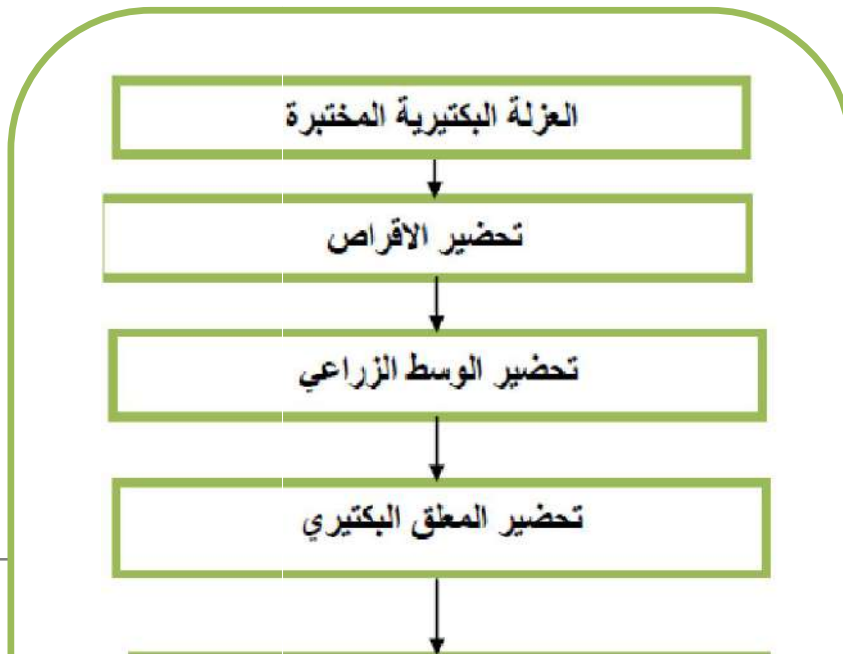 العزلة البكتيرية المختبرة
تحضير الاقراص
تحضير الوسط الزراعي
تحضير المعلق البكتيري